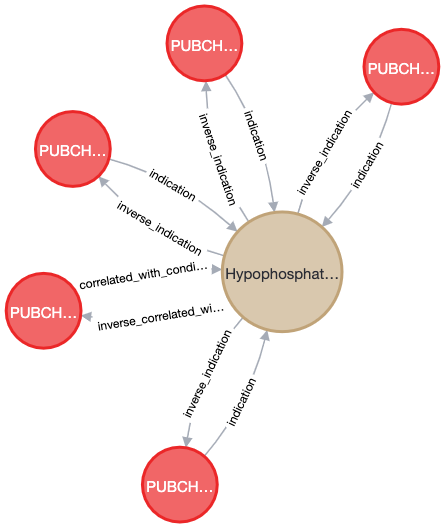 PUBCH…
PUBCH…
indication
inverse_indication
inverse_indication
indication
PUBCH…
indication
inverse_indication
correlated_with_condi…
Hypophosphat…
PUBCH…
inverse_correlated_wi…
inverse_indication
indication
PUBCH…